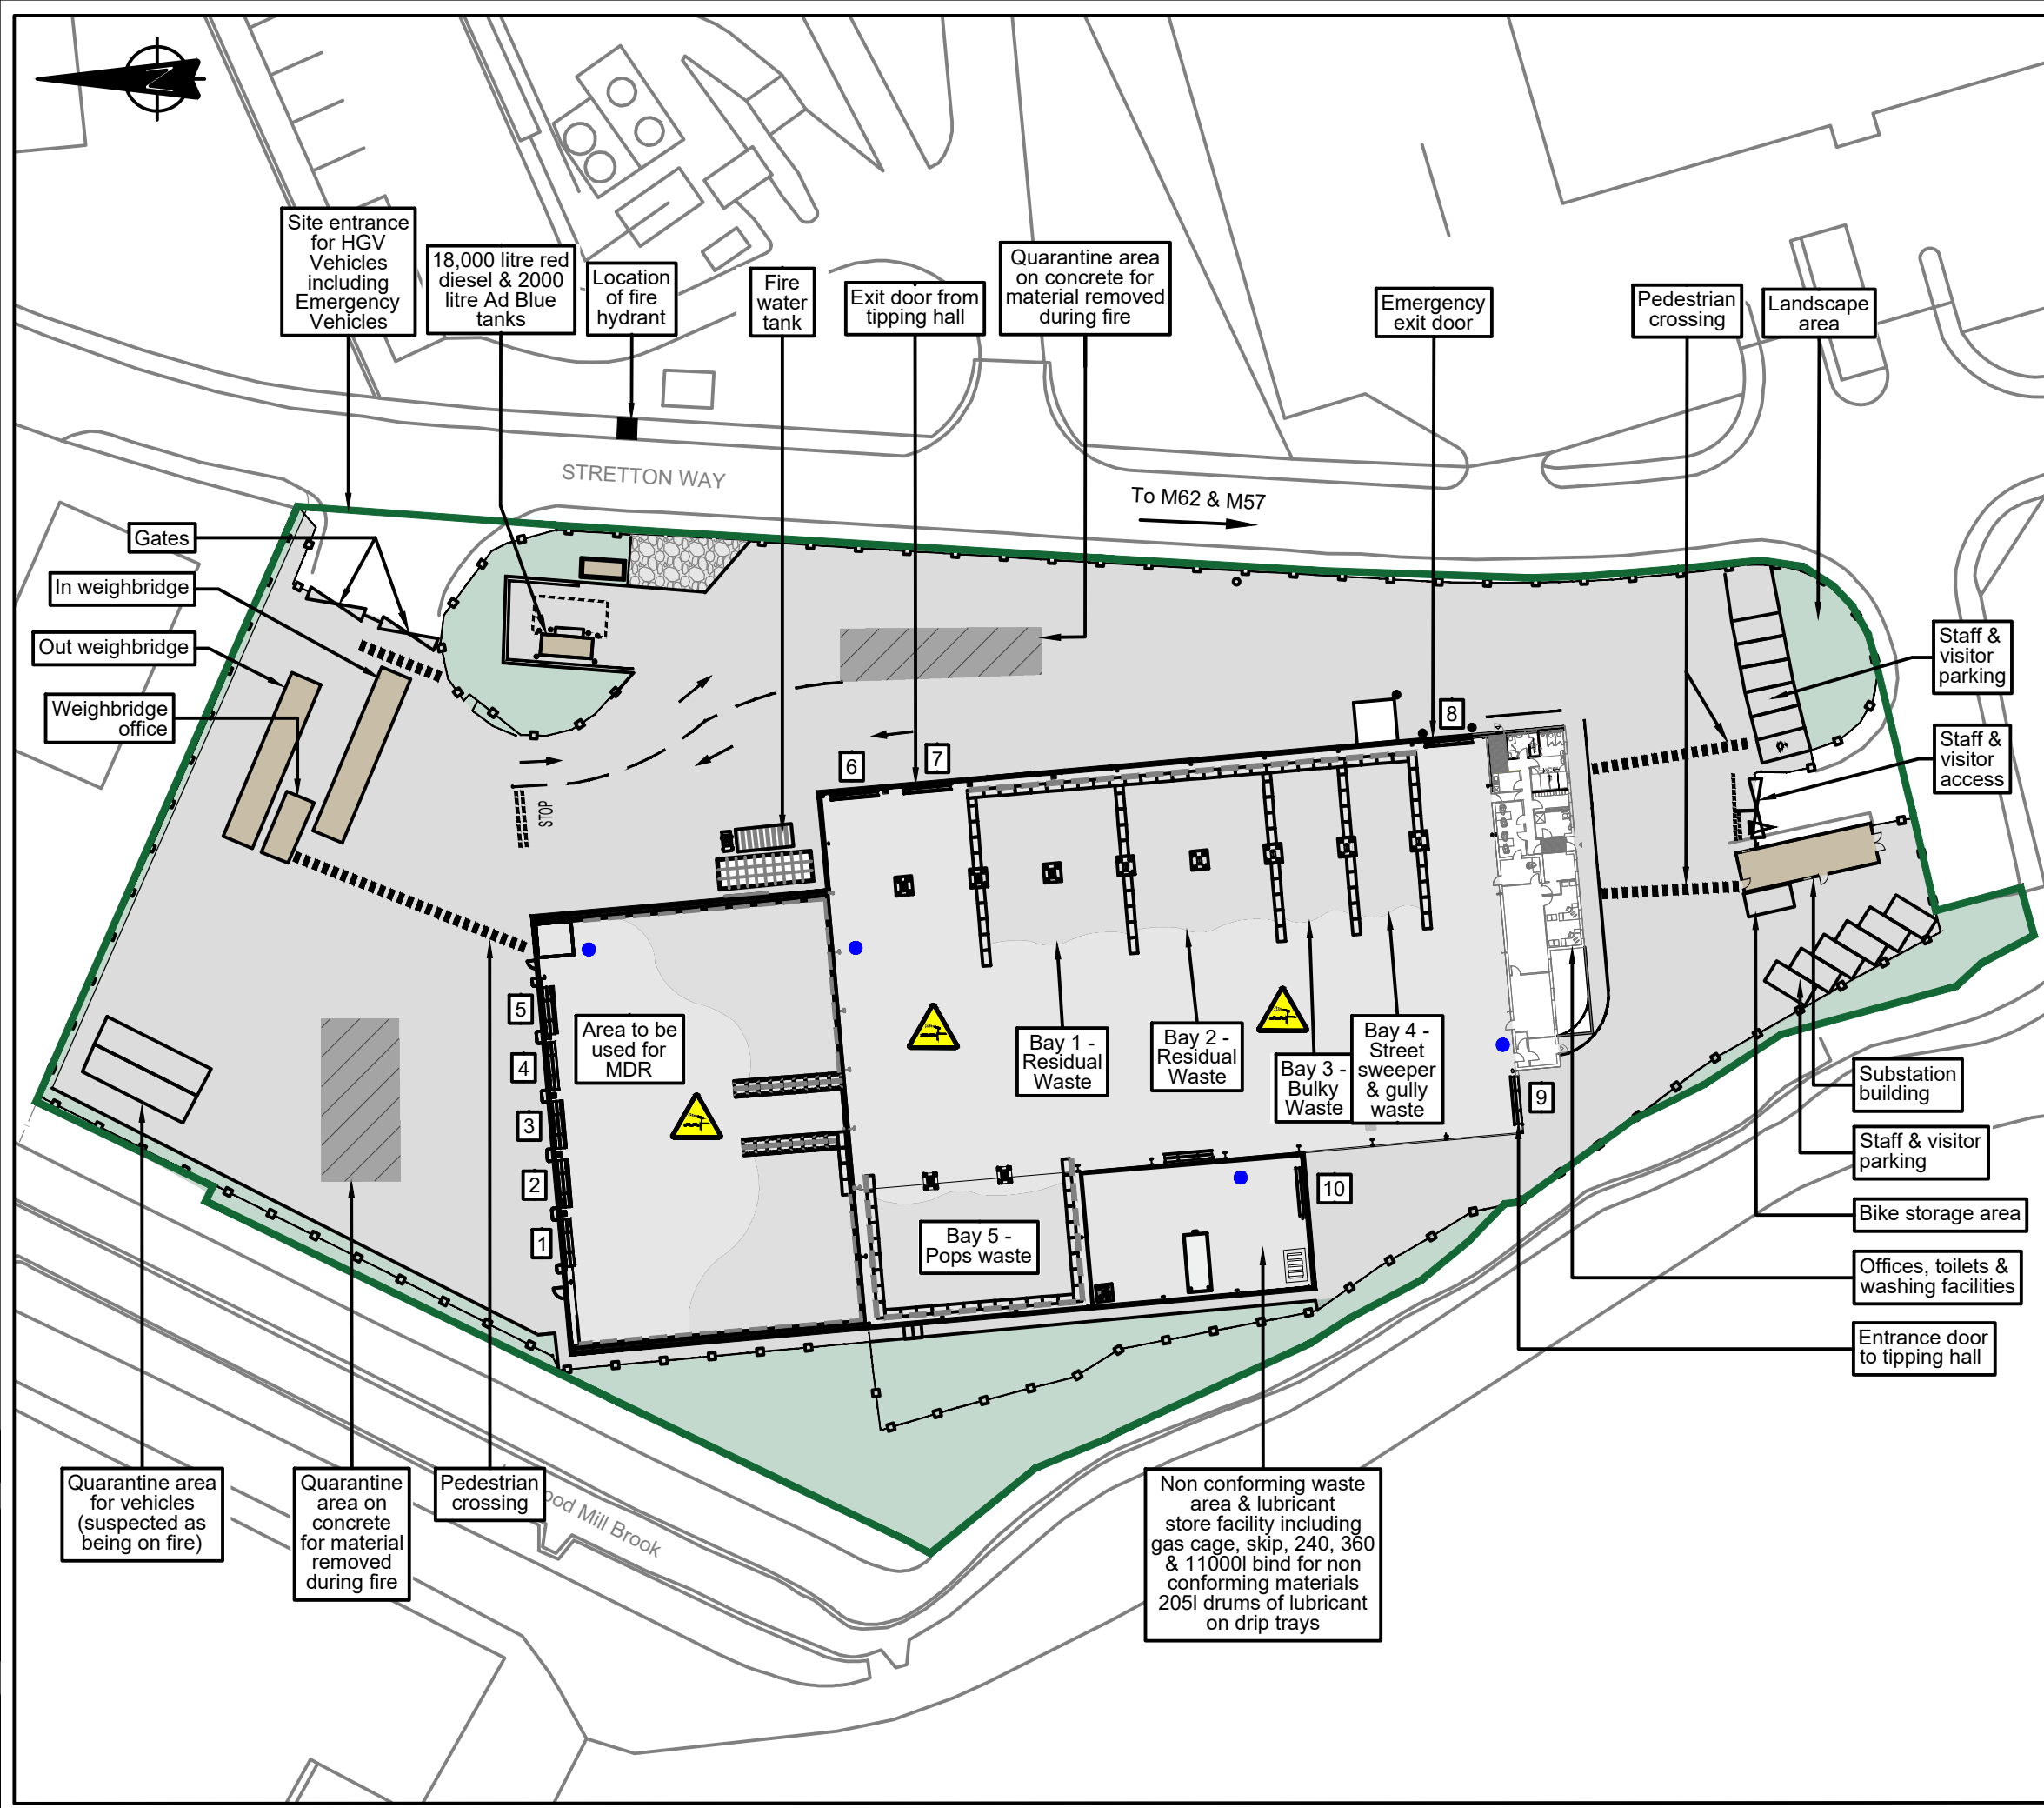 N
Site entrance
for HGV
Vehicles
including
Emergency
Vehicles
18,000 litre red
diesel & 2000
litre Ad Blue
tanks
Location
of fire
hydrant
Fire
water
tank
Exit door from
tipping hall
Quarantine area
on concrete for
material removed
during fire
Emergency
exit door
Pedestrian
crossing
Landscape
area
STRETTON WAY
To M62 & M57
Gates
In weighbridge
Out weighbridge
Weighbridge
office
STOP
Staff &
visitor
parking
Staff &
visitor
access
6
7
8
5
4
3
2
1
9
10
Area to be
used for
MDR
Bay 1 -
Residual
Waste
Bay 2 -
Residual
Waste
Bay 3 -
Bulky
Waste
Bay 4 -
Street
sweeper
& gully
waste
Bay 5 -
Pops waste
Substation
building
Staff & visitor
parking
Bike storage area
Offices, toilets &
washing facilities
Entrance door
to tipping hall
Quarantine area
for vehicles
(suspected as
being on fire)
Quarantine
area on
concrete
for material
removed
during fire
Pedestrian
crossing
ood Mill Brook
Non conforming waste
area & lubricant
store facility including
gas cage, skip, 240, 360
& 11000l bind for non
conforming materials
205l drums of lubricant
on drip trays